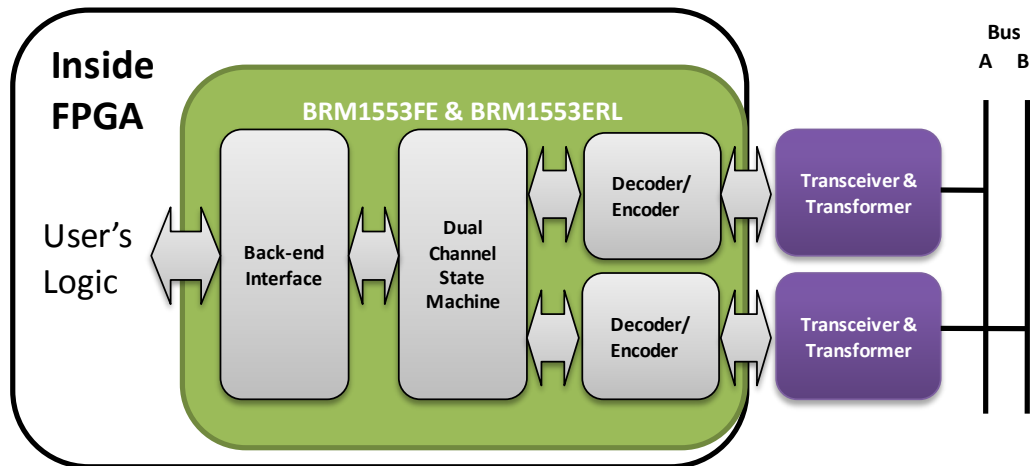 Inside
FPGA
BRM1553FE & BRM1553ERL
Bus
A B
User's
Logic
Back-end
Interface
Dual
Channel
State
Machine
Decoder/
Encoder
Transceiver &
Transformer
Decoder/
Encoder
Transceiver &
Transformer